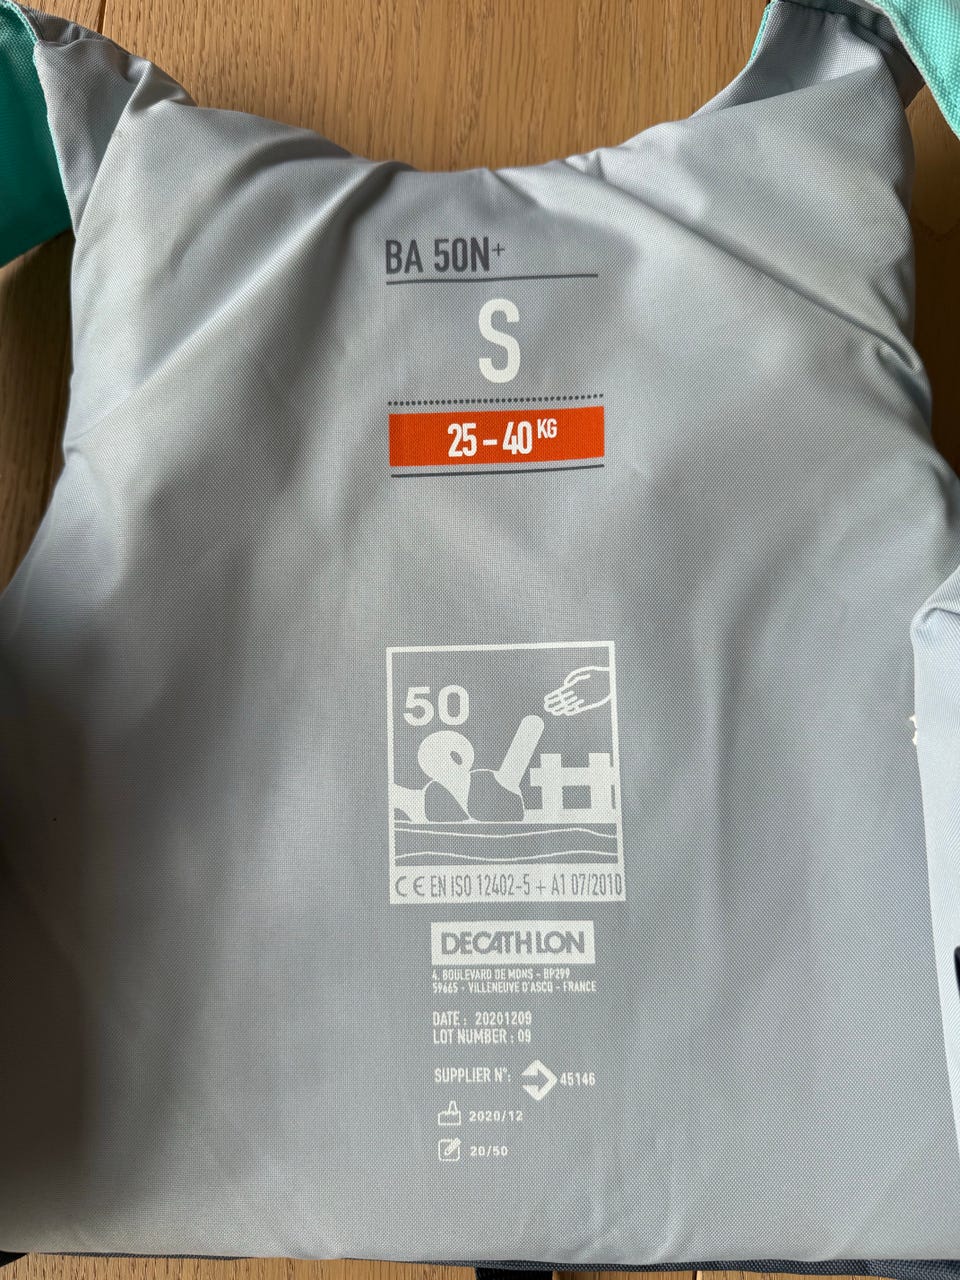 BA 50N+
S
25 – 40 KG
50
CE EN ISO 12402-5 + A1 07/2010
DECATHLON
4, BOULEVARD DE MONS - BP299
59665 - VILLENEUVE D'ASCQ - FRANCE
DATE : 20201209
LOT NUMBER : 09
SUPPLIER N°: 45146
2020/12
20/50